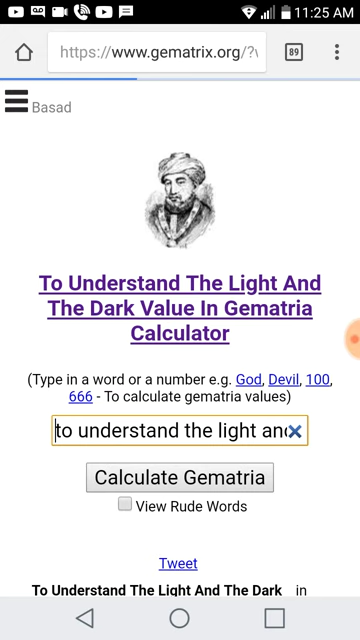 11:25 AM
https://www.gematrix.org/?
89
Basad
To Understand The Light And
The Dark Value In Gematria
Calculator
(Type in a word or a number e.g. God, Devil, 100,
666 - To calculate gematria values)
to understand the light and
Calculate Gematria
View Rude Words
Tweet
To Understand The Light And The Dark in